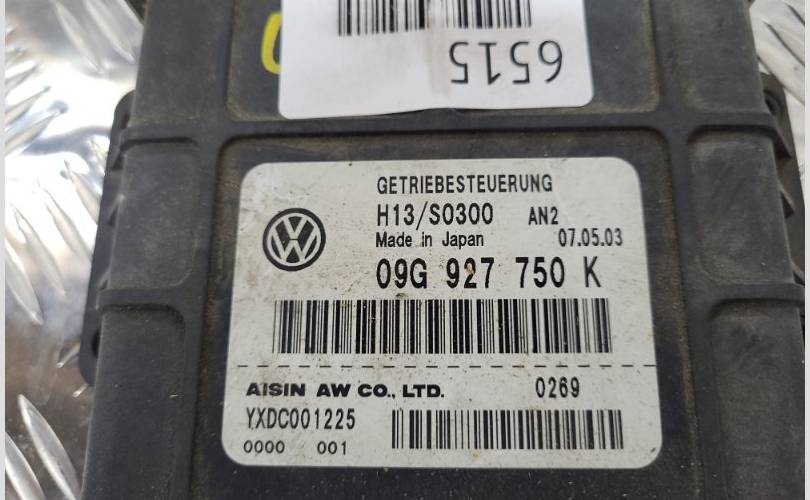 6515
GETRIEBESTEUERUNG
H13/S0300 AN2
Made in Japan 07.05.03
09G 927 750 K
AISIN AW CO., LTD. 0269
YXDC001225
0000 001